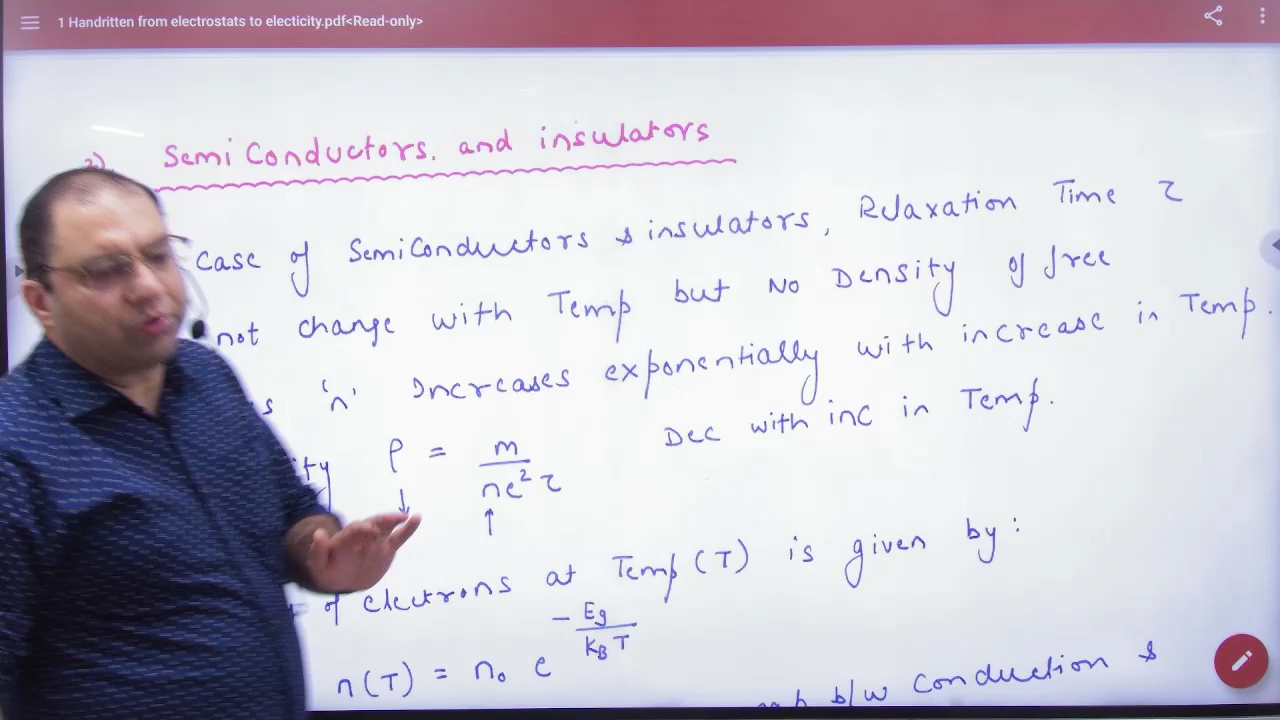 1 Handritten from electrostats to electicity.pdf<Read-only>
Semi Conductors. and insulators
case of SemiConductors & insulators, Relaxation Time τ
not change with Temp but No Density of free
s 'n' Increases exponentially with increase in Temp.
ity ρ = m / ne²τ Dec with inc in Temp.
↓ ↑
of electrons at Temp (T) is given by:
n(T) = n₀ e^(-Eg / k_B T)
b/w conduction &